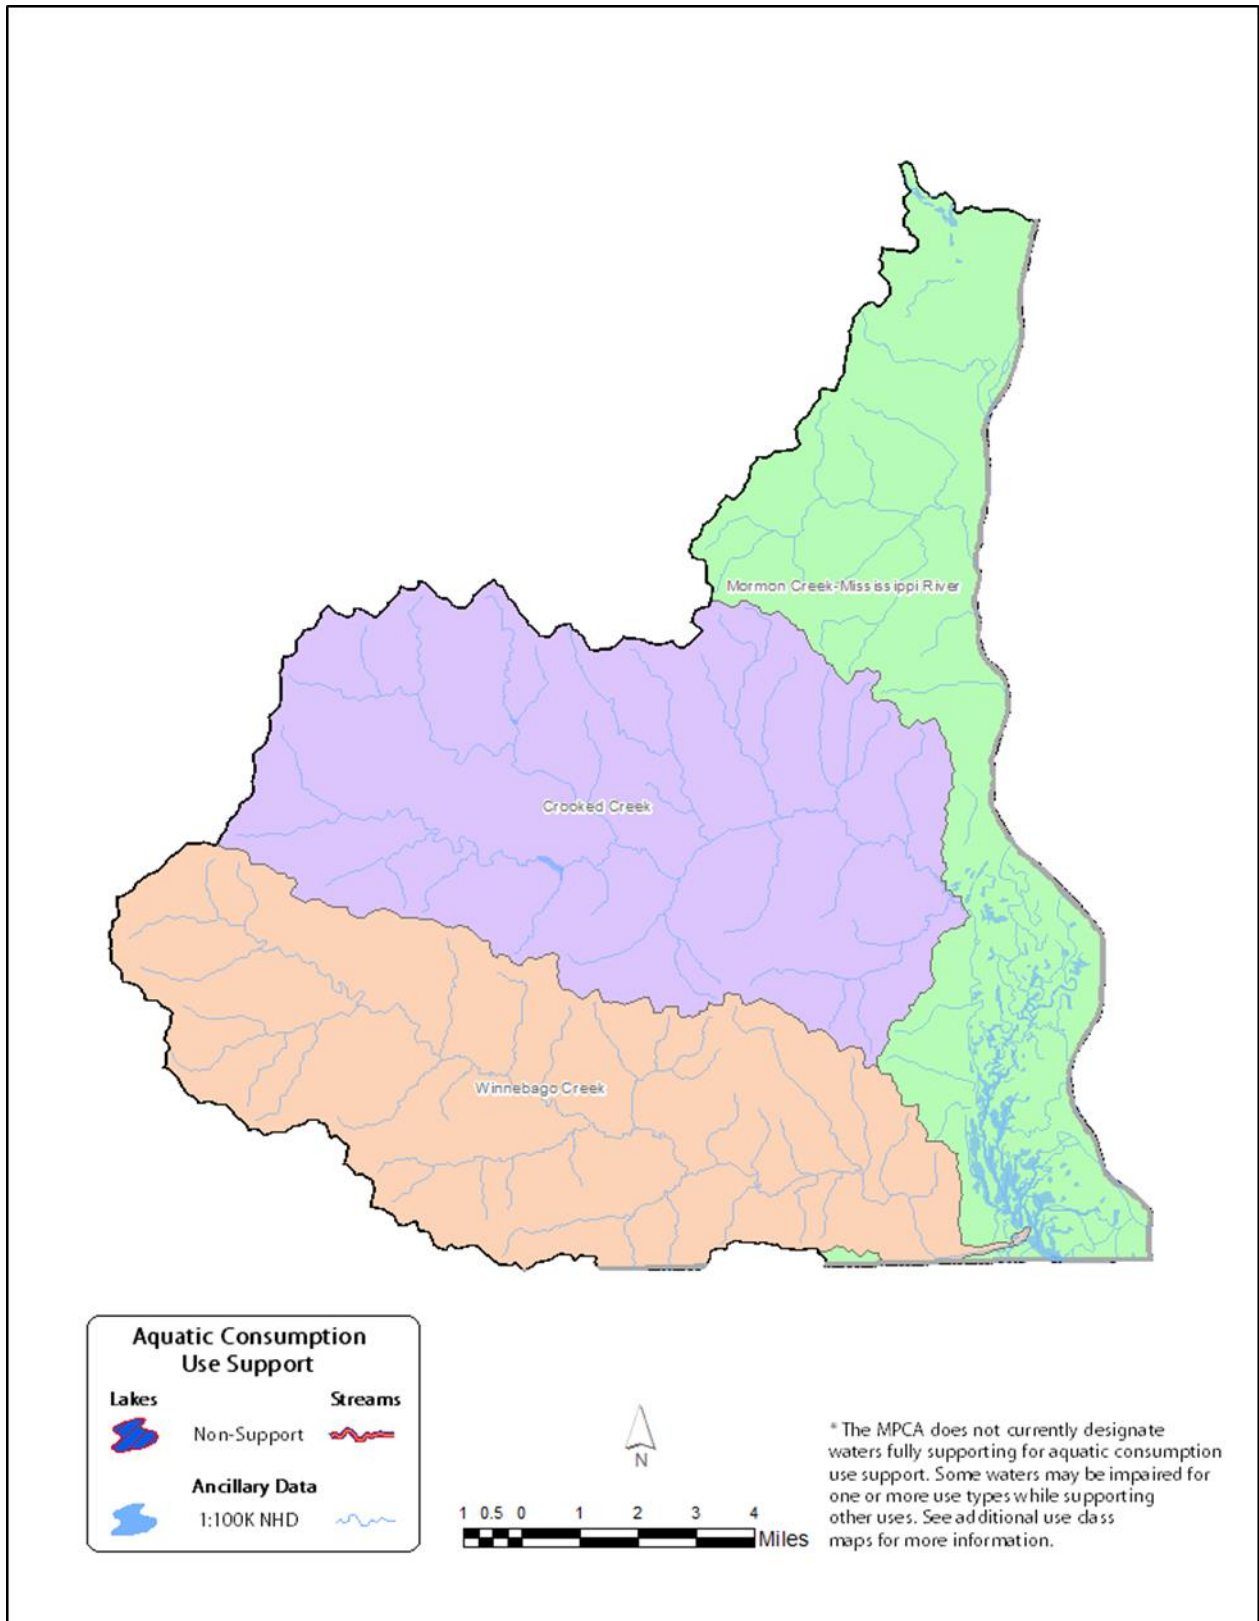 Mormon Creek-Mississippi River
Crooked Creek
Winnebago Creek
Aquatic Consumption
Use Support
Lakes
Streams
Non-Support
Ancillary Data
1:100K NHD
N
1 0.5 0 1 2 3 4
Miles
* The MPCA does not currently designate
waters fully supporting for aquatic consumption
use support. Some waters may be impaired for
one or more use types while supporting
other uses. See additional use class
maps for more information.